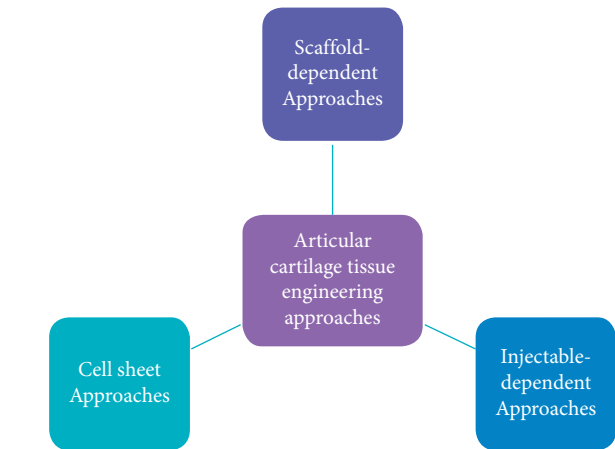 Scaffold-
dependent
Approaches
Articular
cartilage tissue
engineering
approaches
Cell sheet
Approaches
Injectable-
dependent
Approaches